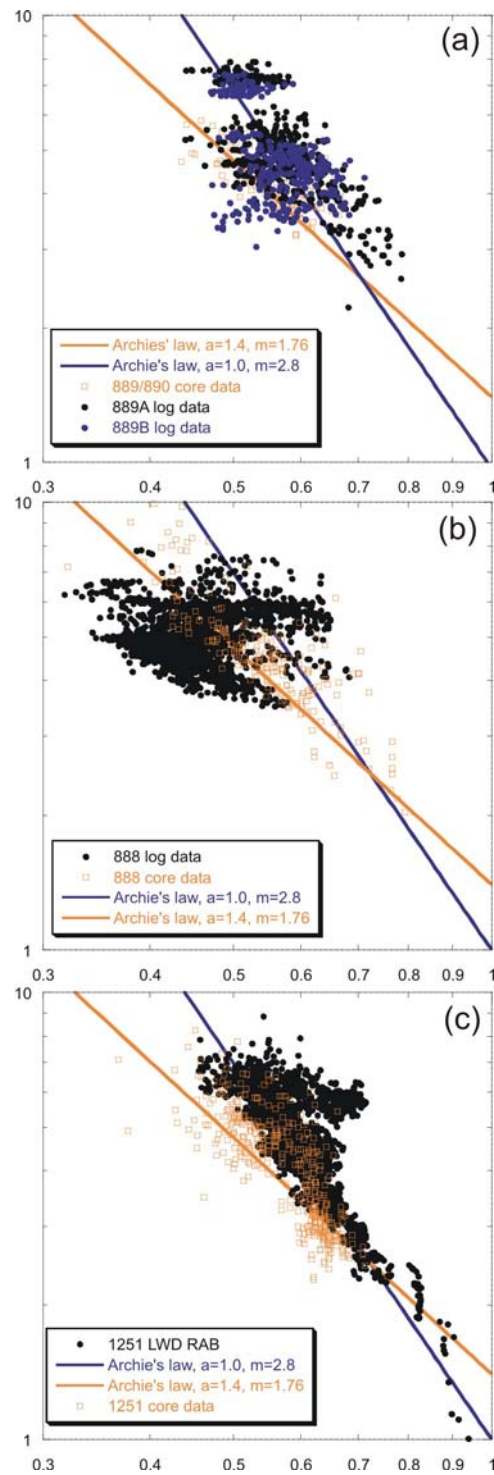 10
(a)
Archies' law, a=1.4, m=1.76
Archie's law, a=1.0, m=2.8
889/890 core data
889A log data
889B log data
1
0.3 0.4 0.5 0.6 0.7 0.8 0.9 1
10
(b)
888 log data
888 core data
Archie's law, a=1.0, m=2.8
Archie's law, a=1.4, m=1.76
1
0.3 0.4 0.5 0.6 0.7 0.8 0.9 1
10
(c)
1251 LWD RAB
Archie's law, a=1.0, m=2.8
Archie's law, a=1.4, m=1.76
1251 core data
1
0.3 0.4 0.5 0.6 0.7 0.8 0.9 1